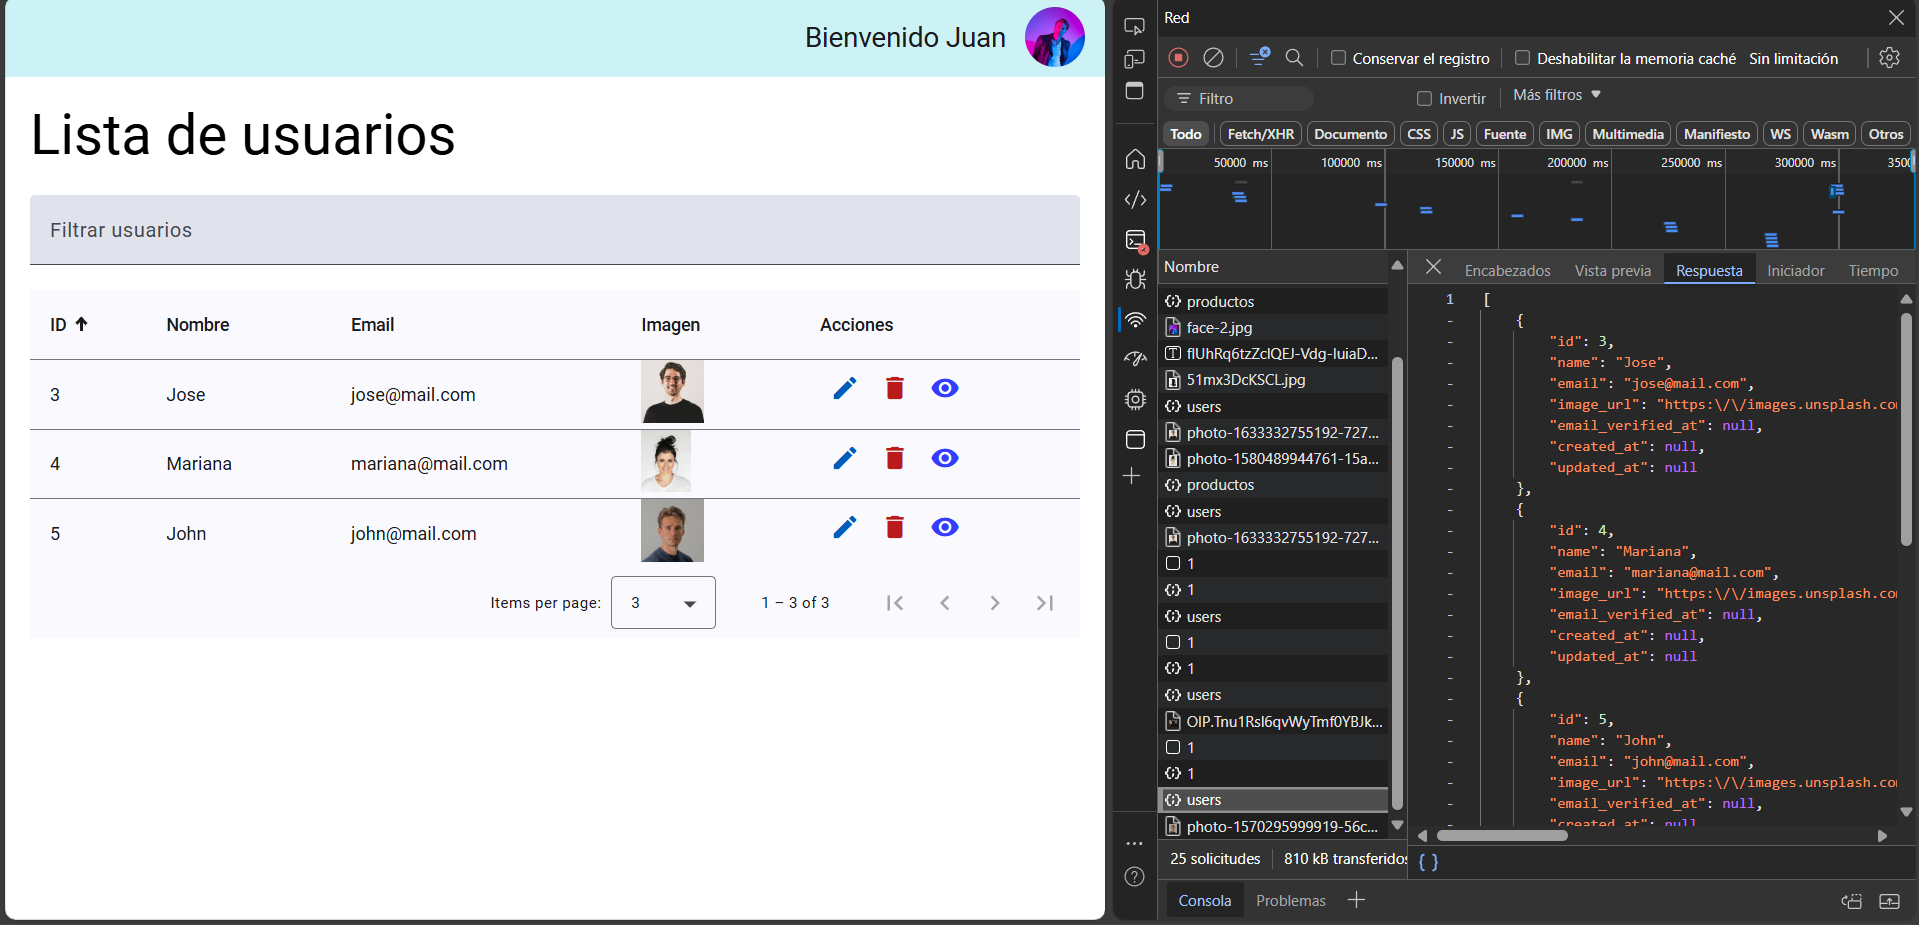 Bienvenido Juan
Lista de usuarios
Filtrar usuarios
ID Nombre Email Imagen Acciones
3 Jose jose@mail.com
4 Mariana mariana@mail.com
5 John john@mail.com
Items per page: 3 1 – 3 of 3
Red
Conservar el registro Deshabilitar la memoria caché Sin limitación
Filtro Invertir Más filtros
Todo Fetch/XHR Documento CSS JS Fuente IMG Multimedia Manifiesto WS Wasm Otros
50000 ms 100000 ms 150000 ms 200000 ms 250000 ms 300000 ms 3500
Nombre
productos
face-2.jpg
flUhRq6tzZclQEJ-Vdg-IuiaD...
51mx3DcKSCL.jpg
users
photo-1633332755192-727...
photo-1580489944761-15a...
productos
users
photo-1633332755192-727...
1
1
users
1
1
users
OIP.Tnu1Rsl6qvWyTmf0YBJk...
1
1
users
photo-1570295999919-56c...
25 solicitudes 810 kB transferidos
Encabezados Vista previa Respuesta Iniciador Tiempo
1 [
- {
- "id": 3,
- "name": "Jose",
- "email": "jose@mail.com",
- "image_url": "https:\/\/images.unsplash.co
- "email_verified_at": null,
- "created_at": null,
- "updated_at": null
- },
- {
- "id": 4,
- "name": "Mariana",
- "email": "mariana@mail.com",
- "image_url": "https:\/\/images.unsplash.co
- "email_verified_at": null,
- "created_at": null,
- "updated_at": null
- },
- {
- "id": 5,
- "name": "John",
- "email": "john@mail.com",
- "image_url": "https:\/\/images.unsplash.co
- "email_verified_at": null,
- "created_at": null
{ }
Consola Problemas